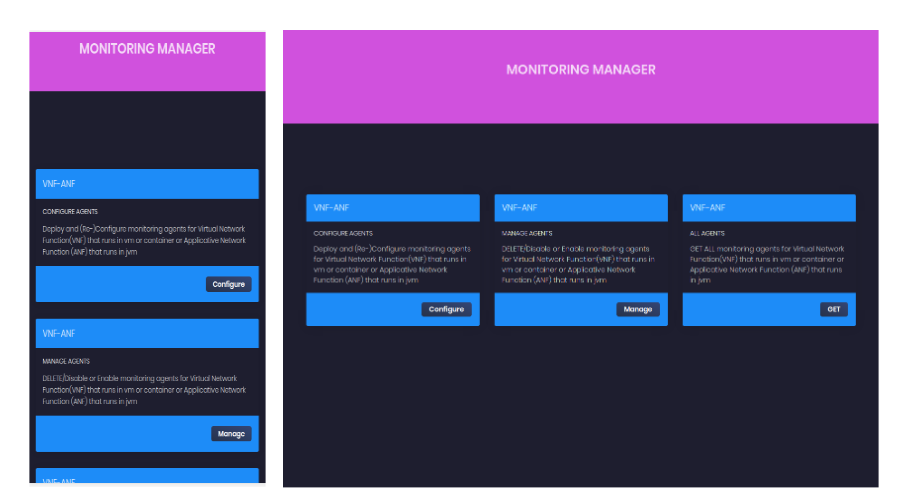 MONITORING MANAGER
VNF-ANF
CONFIGURE AGENTS
Deploy and (Re-)Configure monitoring agents for Virtual Network
Function(VNF) that runs in vm or container or Applicative Network
Function (ANF) that runs in jvm
Configure
VNF-ANF
MANAGE AGENTS
DELETE/Disable or Enable monitoring agents for Virtual Network
Function(VNF) that runs in vm or container or Applicative Network
Function (ANF) that runs in jvm
Manage
VNF-ANF
MONITORING MANAGER
VNF-ANF
CONFIGURE AGENTS
Deploy and (Re-)Configure monitoring agents
for Virtual Network Function(VNF) that runs in
vm or container or Applicative Network
Function (ANF) that runs in jvm
Configure
VNF-ANF
MANAGE AGENTS
DELETE/Disable or Enable monitoring agents
for Virtual Network Function(VNF) that runs in
vm or container or Applicative Network
Function (ANF) that runs in jvm
Manage
VNF-ANF
ALL AGENTS
GET ALL monitoring agents for Virtual Network
Function(VNF) that runs in vm or container or
Applicative Network Function (ANF) that runs
in jvm
GET